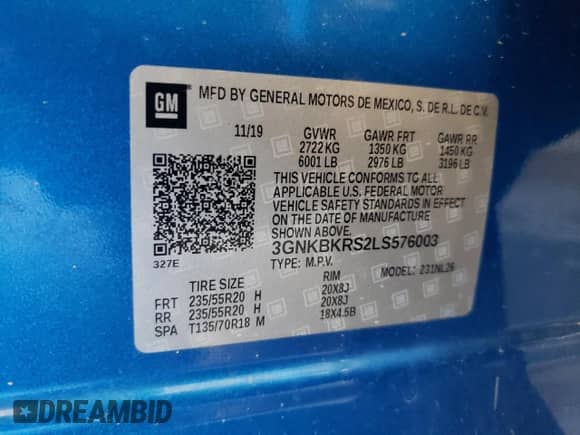 GM
MFD BY GENERAL MOTORS DE MEXICO, S. DE R.L. DE C.V.
11/19 GVWR GAWR FRT GAWR RR
2722 KG 1350 KG 1450 KG
6001 LB 2976 LB 3196 LB
THIS VEHICLE CONFORMS TO ALL
APPLICABLE U.S. FEDERAL MOTOR
VEHICLE SAFETY STANDARDS IN EFFECT
ON THE DATE OF MANUFACTURE
SHOWN ABOVE.
3GNKBKRS2LS576003
327E TYPE: M.P.V. MODEL: 231NL26
TIRE SIZE RIM
FRT 235/55R20 H 20X8J
RR 235/55R20 H 20X8J
SPA T135/70R18 M 18X4.5B
DREAMBID